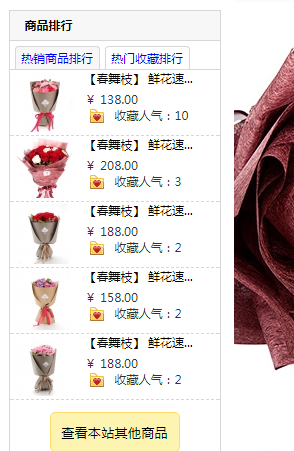 商品排行
热销商品排行 热门收藏排行
【春舞枝】 鲜花速...
¥ 138.00
收藏人气：10
【春舞枝】 鲜花速...
¥ 208.00
收藏人气：3
【春舞枝】 鲜花速...
¥ 188.00
收藏人气：2
【春舞枝】 鲜花速...
¥ 158.00
收藏人气：2
【春舞枝】 鲜花速...
¥ 188.00
收藏人气：2
查看本站其他商品